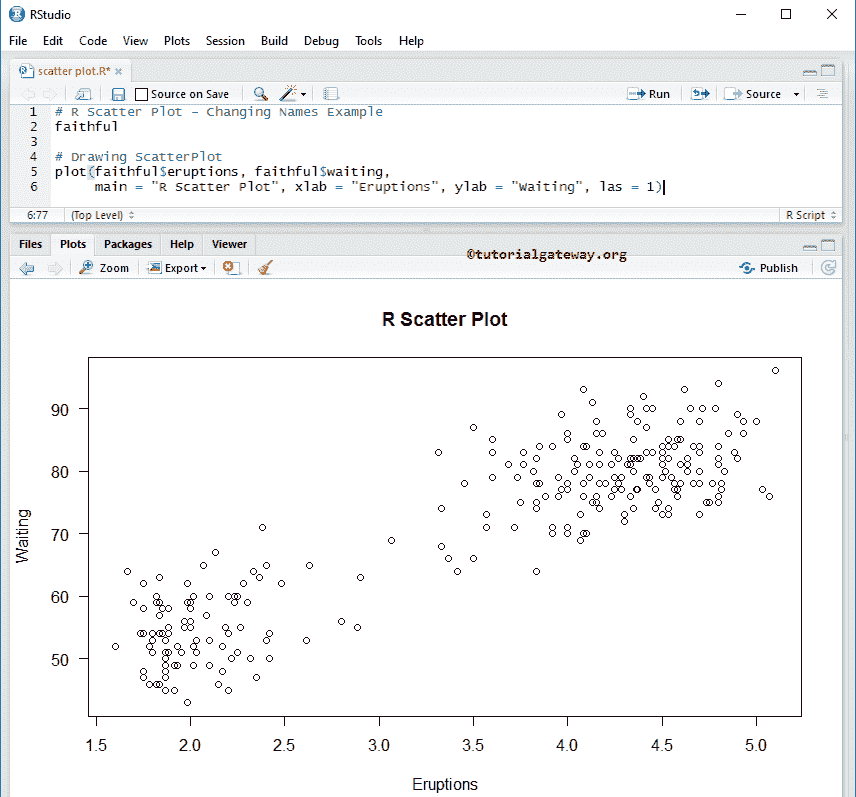 RStudio
File Edit Code View Plots Session Build Debug Tools Help
scatter plot.R*
Source on Save Run Source
1 # R Scatter Plot - Changing Names Example
2 faithful
3
4 # Drawing ScatterPlot
5 plot(faithful$eruptions, faithful$waiting,
6 main = "R Scatter Plot", xlab = "Eruptions", ylab = "Waiting", las = 1)
6:77 (Top Level) R Script
Files Plots Packages Help Viewer
©tutorialgateway.org
Zoom Export Publish
R Scatter Plot
90
80
70
60
50
Waiting
1.5 2.0 2.5 3.0 3.5 4.0 4.5 5.0
Eruptions